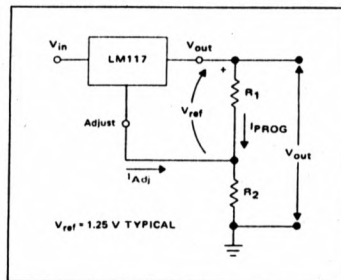 Vin
LM117
Vout
+
R1
Vref
Adjust
IPROG
Vout
IAdj
R2
Vref = 1.25 V TYPICAL